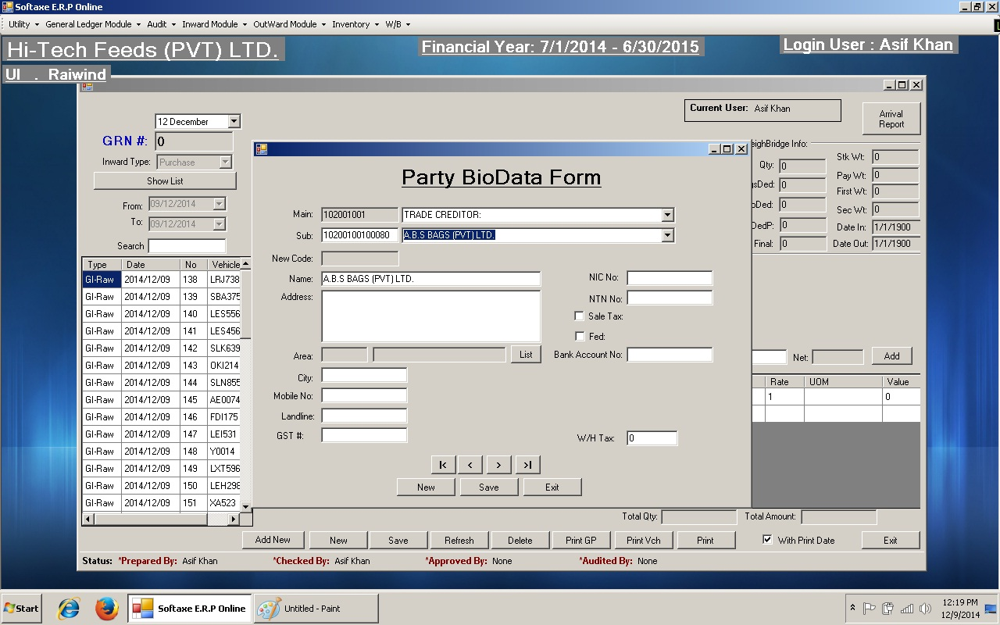 Softaxe E.R.P Online
Utility General Ledger Module Audit Inward Module OutWard Module Inventory W/B
Hi-Tech Feeds (PVT) LTD. Financial Year: 7/1/2014 - 6/30/2015 Login User : Asif Khan
UI . Raiwind
Current User: Asif Khan
Arrival Report
12 December
GRN #: 0
Inward Type: Purchase
Show List
From: 09/12/2014
To: 09/12/2014
Search
Type Date No Vehicle
GI-Raw 2014/12/09 138 LRJ738
GI-Raw 2014/12/09 139 SBA375
GI-Raw 2014/12/09 140 LES556
GI-Raw 2014/12/09 141 LES456
GI-Raw 2014/12/09 142 SLK639
GI-Raw 2014/12/09 143 OKI214
GI-Raw 2014/12/09 144 SLN855
GI-Raw 2014/12/09 145 AE0074
GI-Raw 2014/12/09 146 FDI175
GI-Raw 2014/12/09 147 LEI531
GI-Raw 2014/12/09 148 Y0014
GI-Raw 2014/12/09 149 LXT596
GI-Raw 2014/12/09 150 LEH298
GI-Raw 2014/12/09 151 XA523
Party BioData Form
Main: 102001001 TRADE CREDITOR:
Sub: 10200100100080 A.B.S BAGS (PVT) LTD.
New Code:
Name: A.B.S BAGS (PVT) LTD.
Address:
Area: List
City:
Mobile No:
Landline:
GST #:
NIC No:
NTN No:
Sale Tax:
Fed:
Bank Account No:
W/H Tax: 0
|< < > >|
New Save Exit
eighBridge Info:
Qty: 0 Stk Wt: 0
gsDed: 0 Pay Wt: 0
First Wt: 0
oDed: 0 Sec Wt: 0
DedP: 0 Date In: 1/1/1900
Final: 0 Date Out: 1/1/1900
Net: Add
Rate UOM Value
1 0
Total Qty: Total Amount:
Add New New Save Refresh Delete Print GP Print Vch Print With Print Date Exit
Status: *Prepared By: Asif Khan *Checked By: Asif Khan *Approved By: None *Audited By: None
Start Softaxe E.R.P Online Untitled - Paint 12:19 PM
12/9/2014